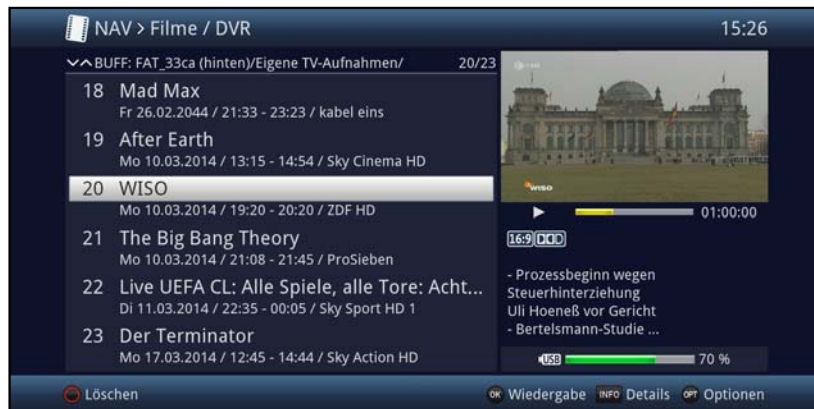 NAV > Filme / DVR 15:26
BUFF: FAT_33ca (hinten)/Eigene TV-Aufnahmen/ 20/23
18 Mad Max
Fr 26.02.2044 / 21:33 - 23:23 / kabel eins
19 After Earth
Mo 10.03.2014 / 13:15 - 14:54 / Sky Cinema HD
20 WISO
Mo 10.03.2014 / 19:20 - 20:20 / ZDF HD
21 The Big Bang Theory
Mo 10.03.2014 / 21:08 - 21:45 / ProSieben
22 Live UEFA CL: Alle Spiele, alle Tore: Acht...
Di 11.03.2014 / 22:35 - 00:05 / Sky Sport HD 1
23 Der Terminator
Mo 17.03.2014 / 12:45 - 14:44 / Sky Action HD
WISO
01:00:00
16:9
- Prozessbeginn wegen
Steuerhinterziehung
Uli Hoeneß vor Gericht
- Bertelsmann-Studie ...
USB 70 %
Löschen OK Wiedergabe INFO Details OPT Optionen